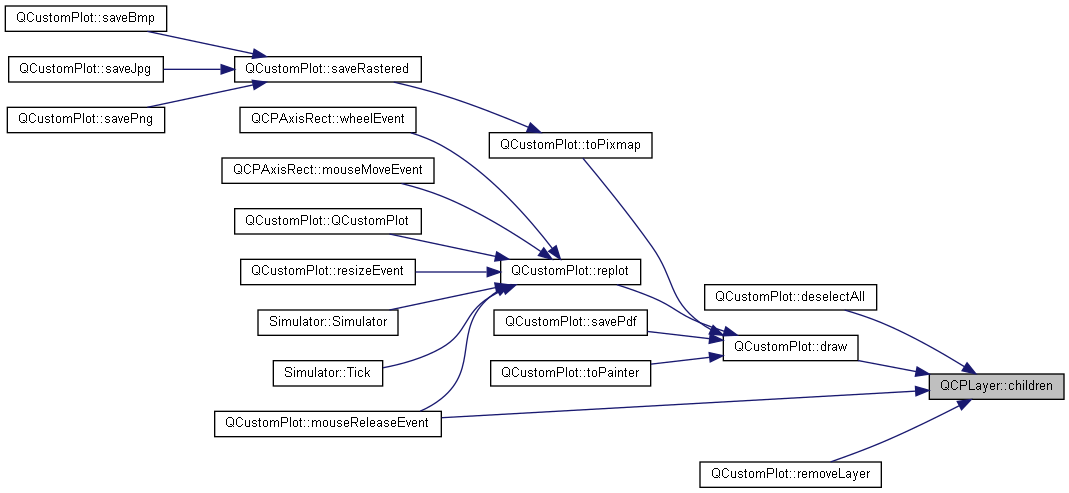 QCustomPlot::saveBmp
QCustomPlot::saveJpg
QCustomPlot::saveRastered
QCustomPlot::savePng
QCPAxisRect::wheelEvent
QCustomPlot::toPixmap
QCPAxisRect::mouseMoveEvent
QCustomPlot::QCustomPlot
QCustomPlot::resizeEvent
QCustomPlot::replot
QCustomPlot::deselectAll
Simulator::Simulator
QCustomPlot::savePdf
QCustomPlot::draw
Simulator::Tick
QCustomPlot::toPainter
QCPLayer::children
QCustomPlot::mouseReleaseEvent
QCustomPlot::removeLayer